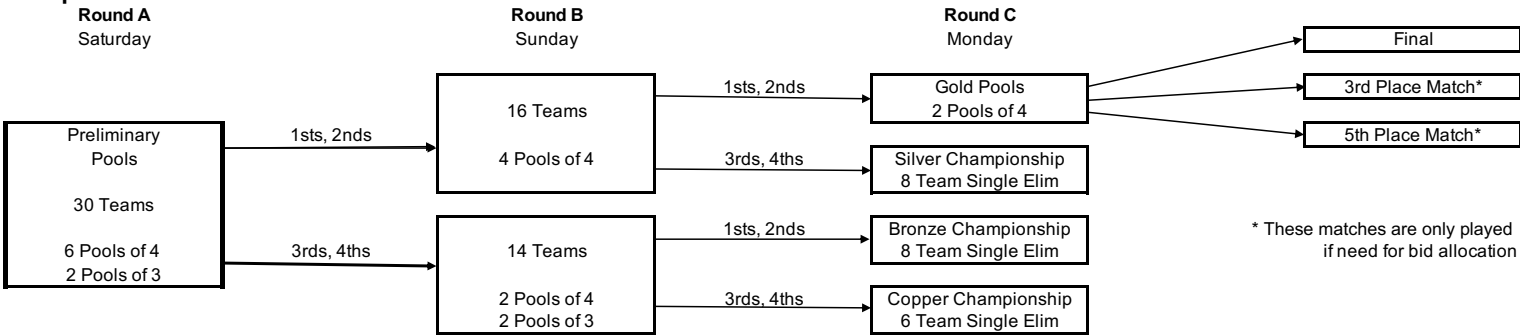 Round A
Saturday
Preliminary
Pools
30 Teams
6 Pools of 4
2 Pools of 3
1sts, 2nds
3rds, 4ths
Round B
Sunday
16 Teams
4 Pools of 4
14 Teams
2 Pools of 4
2 Pools of 3
1sts, 2nds
3rds, 4ths
1sts, 2nds
3rds, 4ths
Round C
Monday
Gold Pools
2 Pools of 4
Silver Championship
8 Team Single Elim
Bronze Championship
8 Team Single Elim
Copper Championship
6 Team Single Elim
Final
3rd Place Match*
5th Place Match*
* These matches are only played
if need for bid allocation